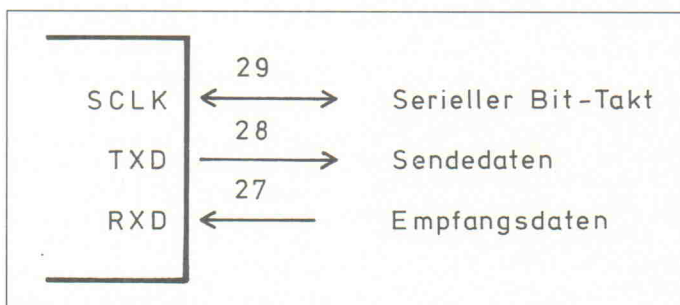 29
SCLK Serieller Bit-Takt
28
TXD Sendedaten
27
RXD Empfangsdaten